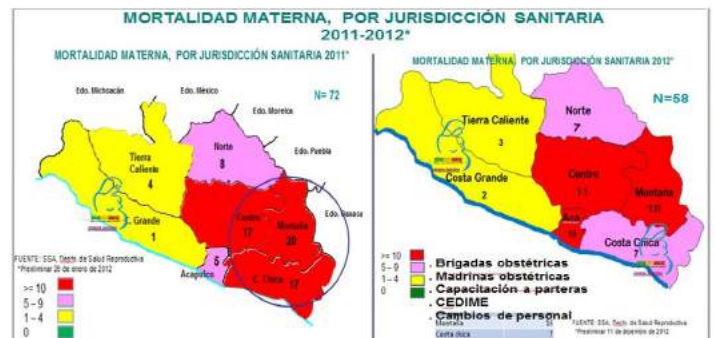 MORTALIDAD MATERNA, POR JURISDICCIÓN SANITARIA
2011-2012*
MORTALIDAD MATERNA, POR JURISDICCIÓN SANITARIA 2011*
Edo. Michoacán
Edo. México
N= 72
Edo. Morelos
Edo. Puebla
Edo. Oaxaca
Norte
8
Tierra
Caliente
4
Centro
17
Montaña
20
Grande
1
5
Acapulco
C. Chica 17
FUENTE: SSA, Depto. de Salud Reproductiva
*Preliminar 26 de enero de 2012
>= 10
5 – 9
1 – 4
0
MORTALIDAD MATERNA, POR JURISDICCIÓN SANITARIA 2012*
N=58
Norte
7
Tierra Caliente
3
Costa Grande
2
Centro
Montaña
Aca
Costa Chica
7
>= 10
5 – 9
1 – 4
0
. Brigadas obstétricas
. Madrinas obstétricas
. Capacitación a parteras
. CEDIME
. Cambios de personal
Montaña
Costa chica 7
*FUENTE: SSA, Depto. de Salud Reproductiva
*Preliminar 11 de diciembre de 2012